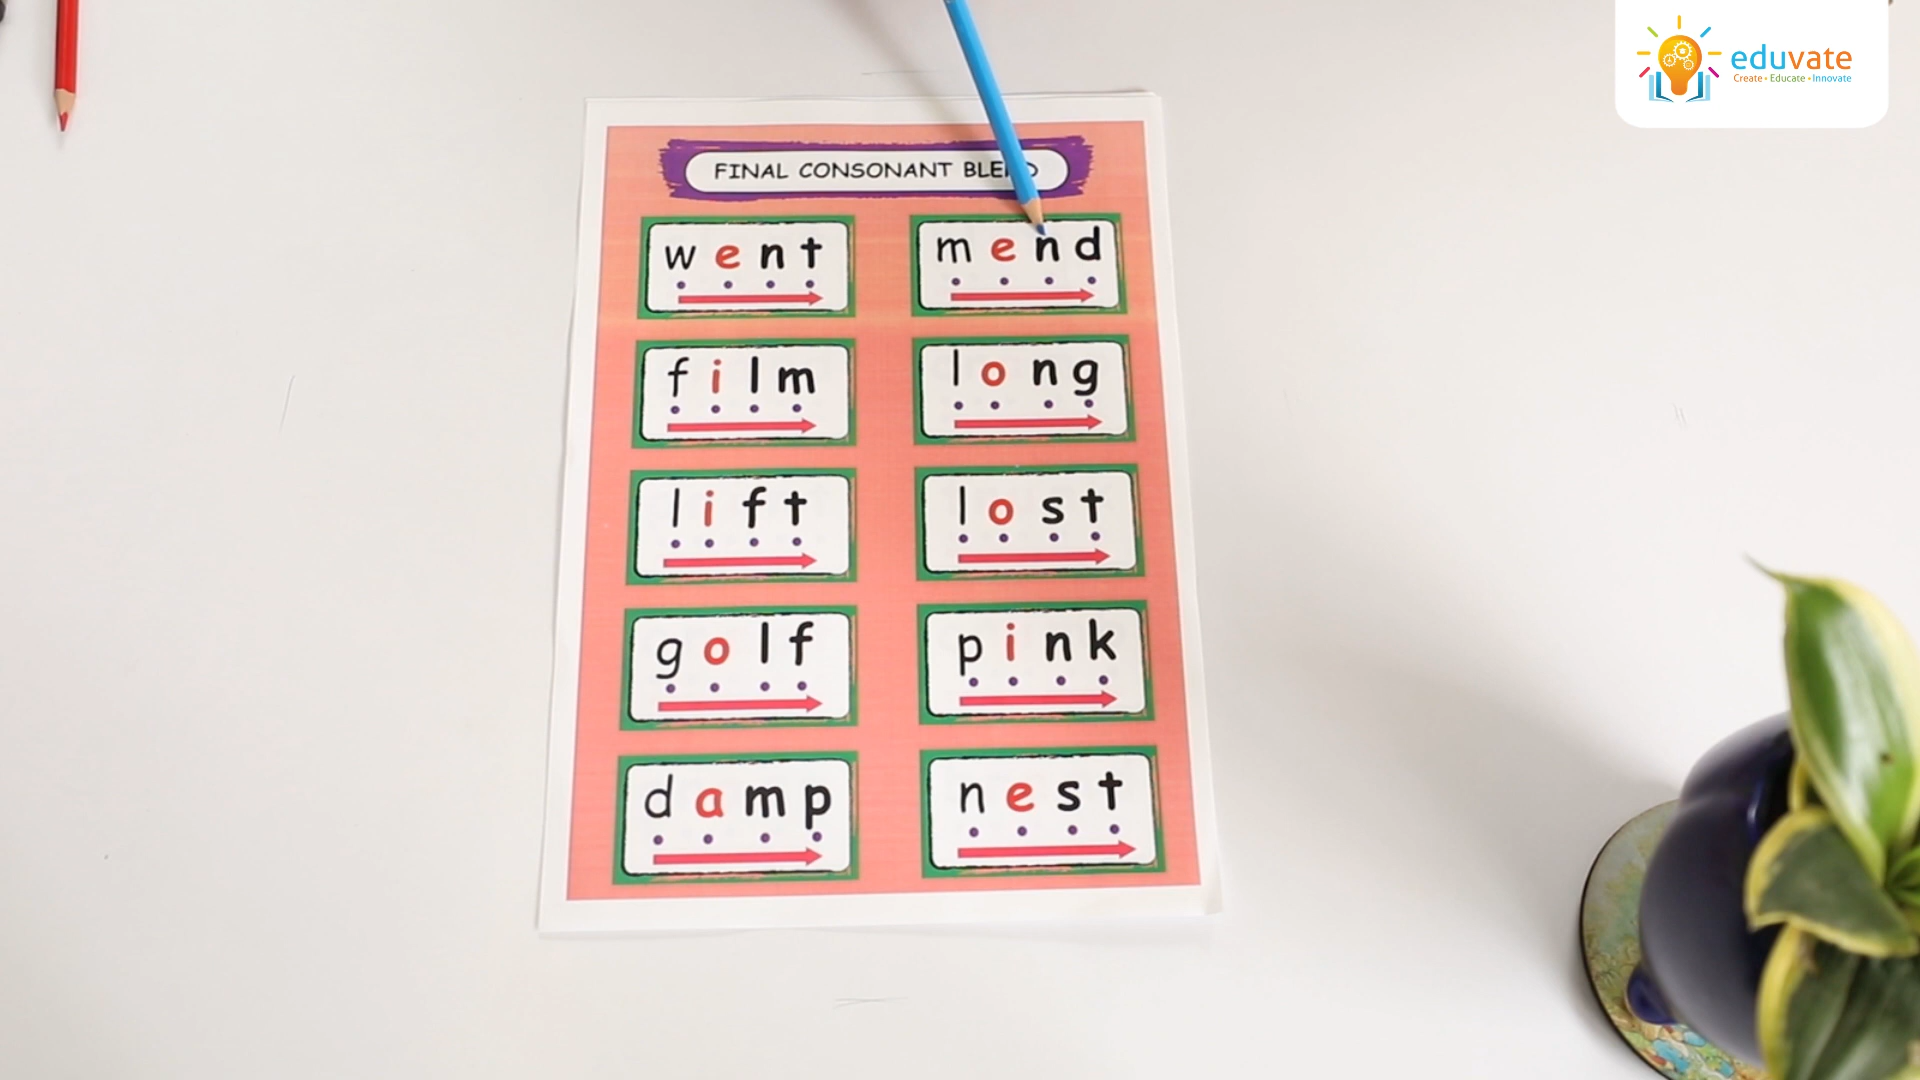 eduvate
Create • Educate • Innovate
FINAL CONSONANT
went
mend
film
long
lift
lost
golf
pink
damp
nest